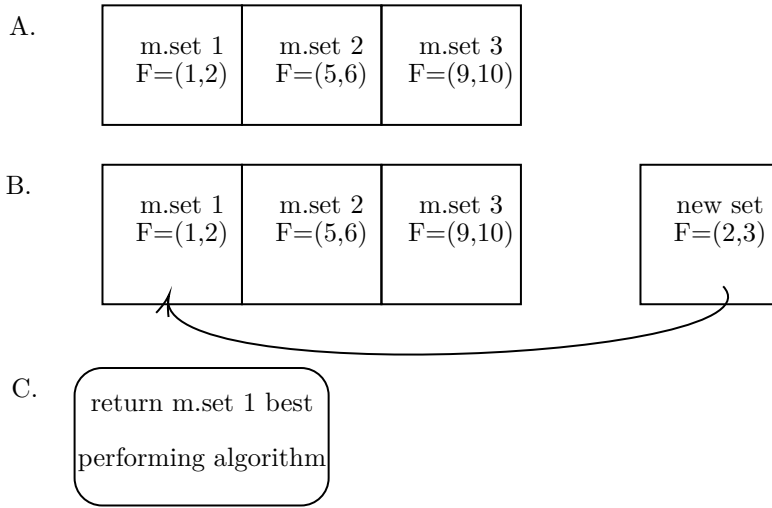 A.
m.set 1
F=(1,2)
m.set 2
F=(5,6)
m.set 3
F=(9,10)
B.
m.set 1
F=(1,2)
m.set 2
F=(5,6)
m.set 3
F=(9,10)
new set
F=(2,3)
C.
return m.set 1 best
performing algorithm